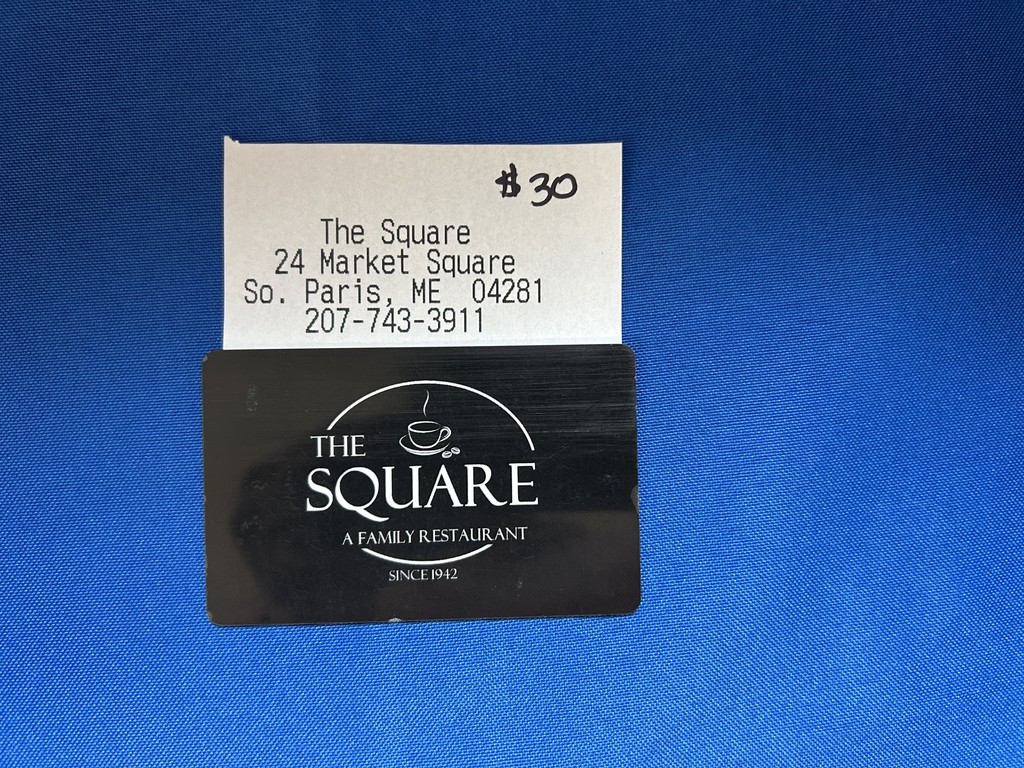 $30
The Square
24 Market Square
So. Paris, ME  04281
207-743-3911
THE
SQUARE
A FAMILY RESTAURANT
SINCE 1942